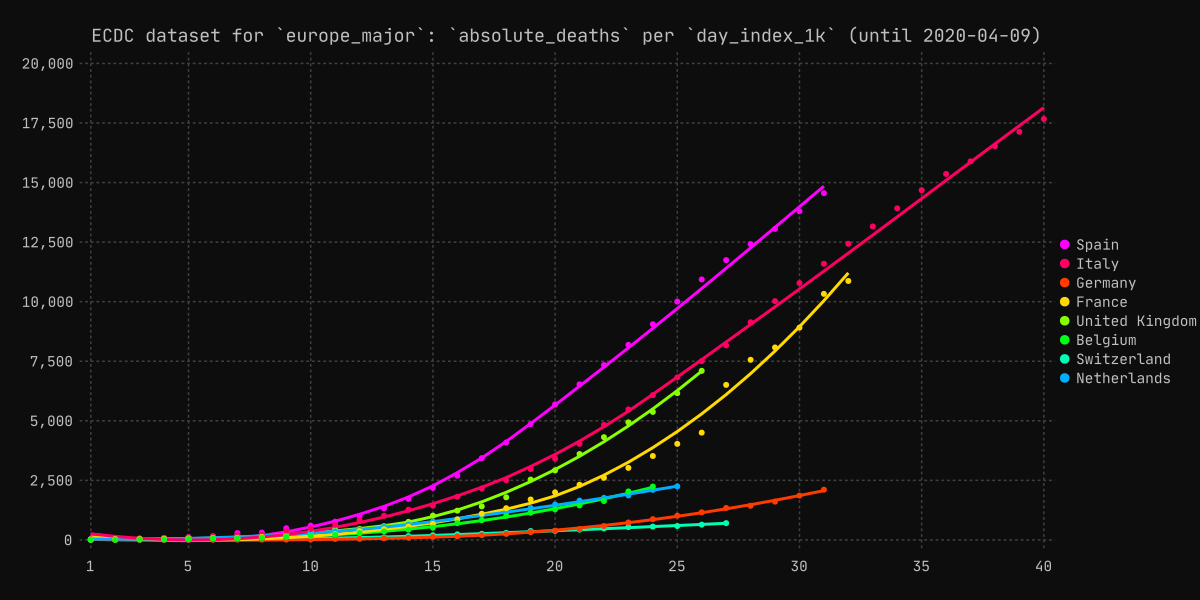 ECDC dataset for `europe_major`: `absolute_deaths` per `day_index_1k` (until 2020-04-09)
20,000
17,500
15,000
12,500
10,000
7,500
5,000
2,500
0
1 10 15 20 25 30 35 40
Spain
Italy
Germany
France
United Kingdom
Belgium
Switzerland
Netherlands